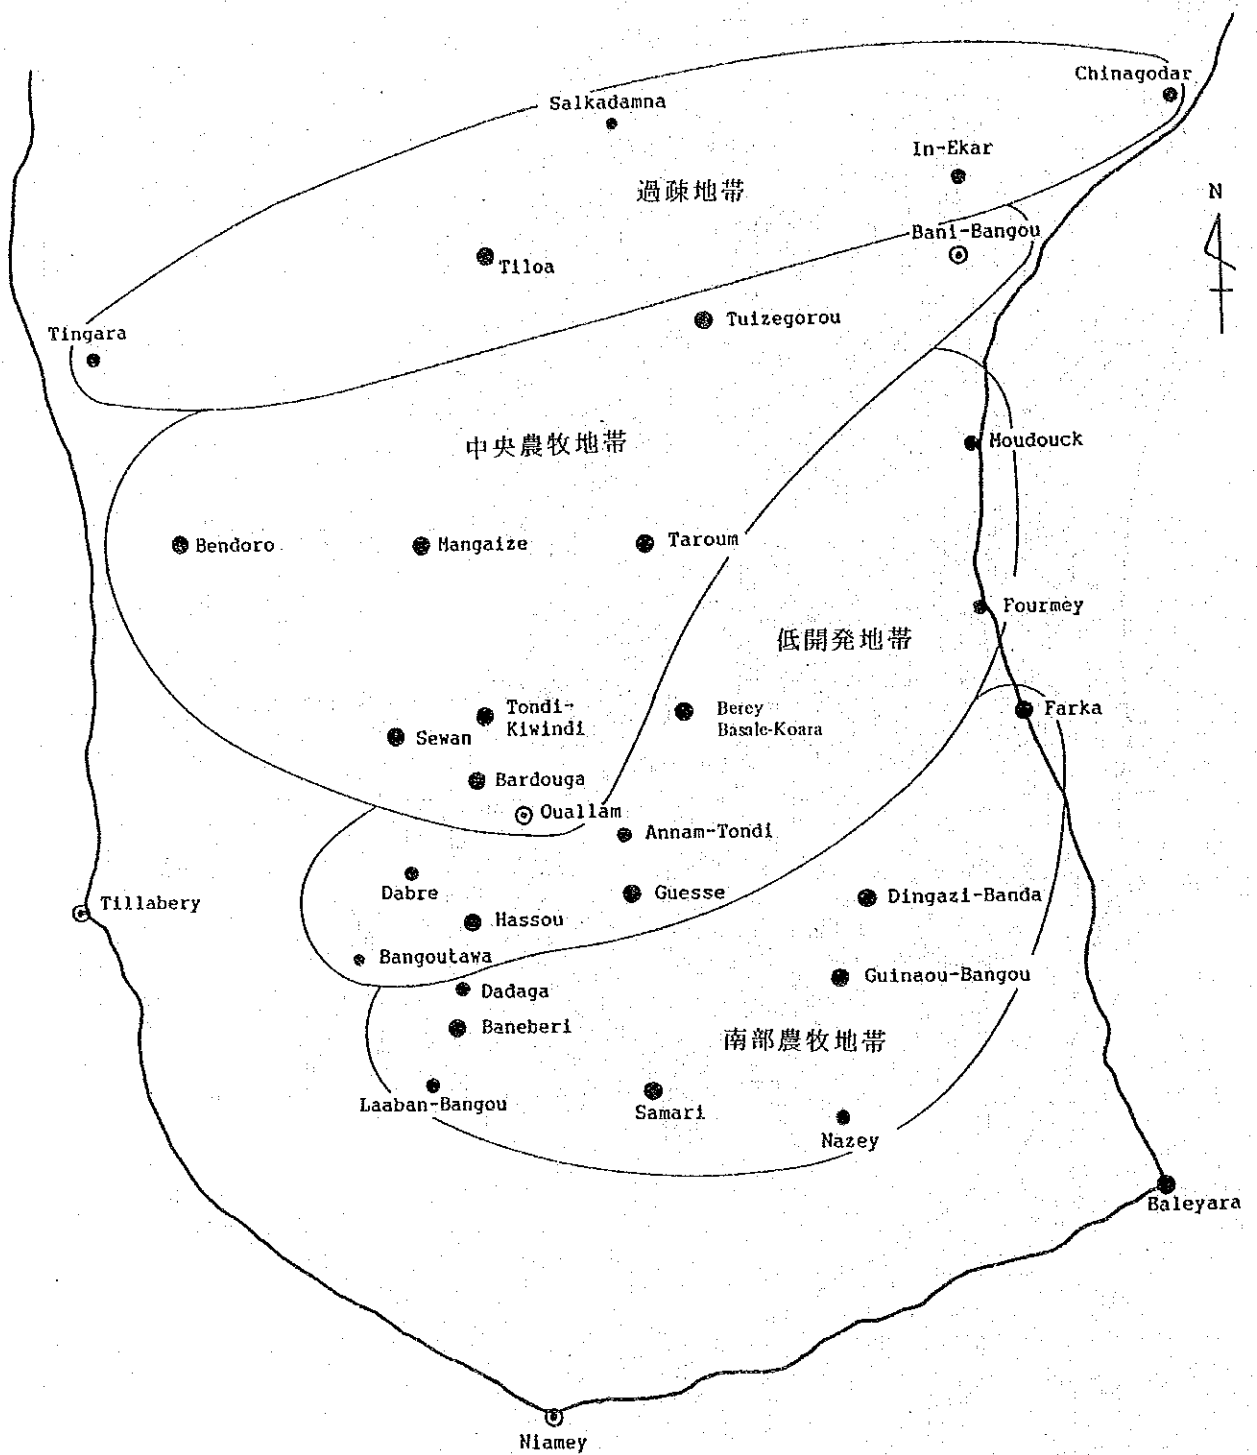 Chinagodar
Salkadamna
In-Ekar
過疎地帯
N
Bani-Bangou
Tiloa
Tuizegorou
Tingara
中央農牧地帯
Moudouck
Bendoro
Mangaize
Taroum
Fourmey
低開発地帯
Tondi-
Kiwindi
Berey
Basale-Koara
Farka
Sewan
Bardouga
Ouallam
Annam-Tondi
Dabre
Guesse
Dingazi-Banda
Tillabery
Hassou
Bangoutawa
Guinaou-Bangou
Dadaga
Baneberi
南部農牧地帯
Laaban-Bangou
Samari
Nazey
Baleyara
Niamey